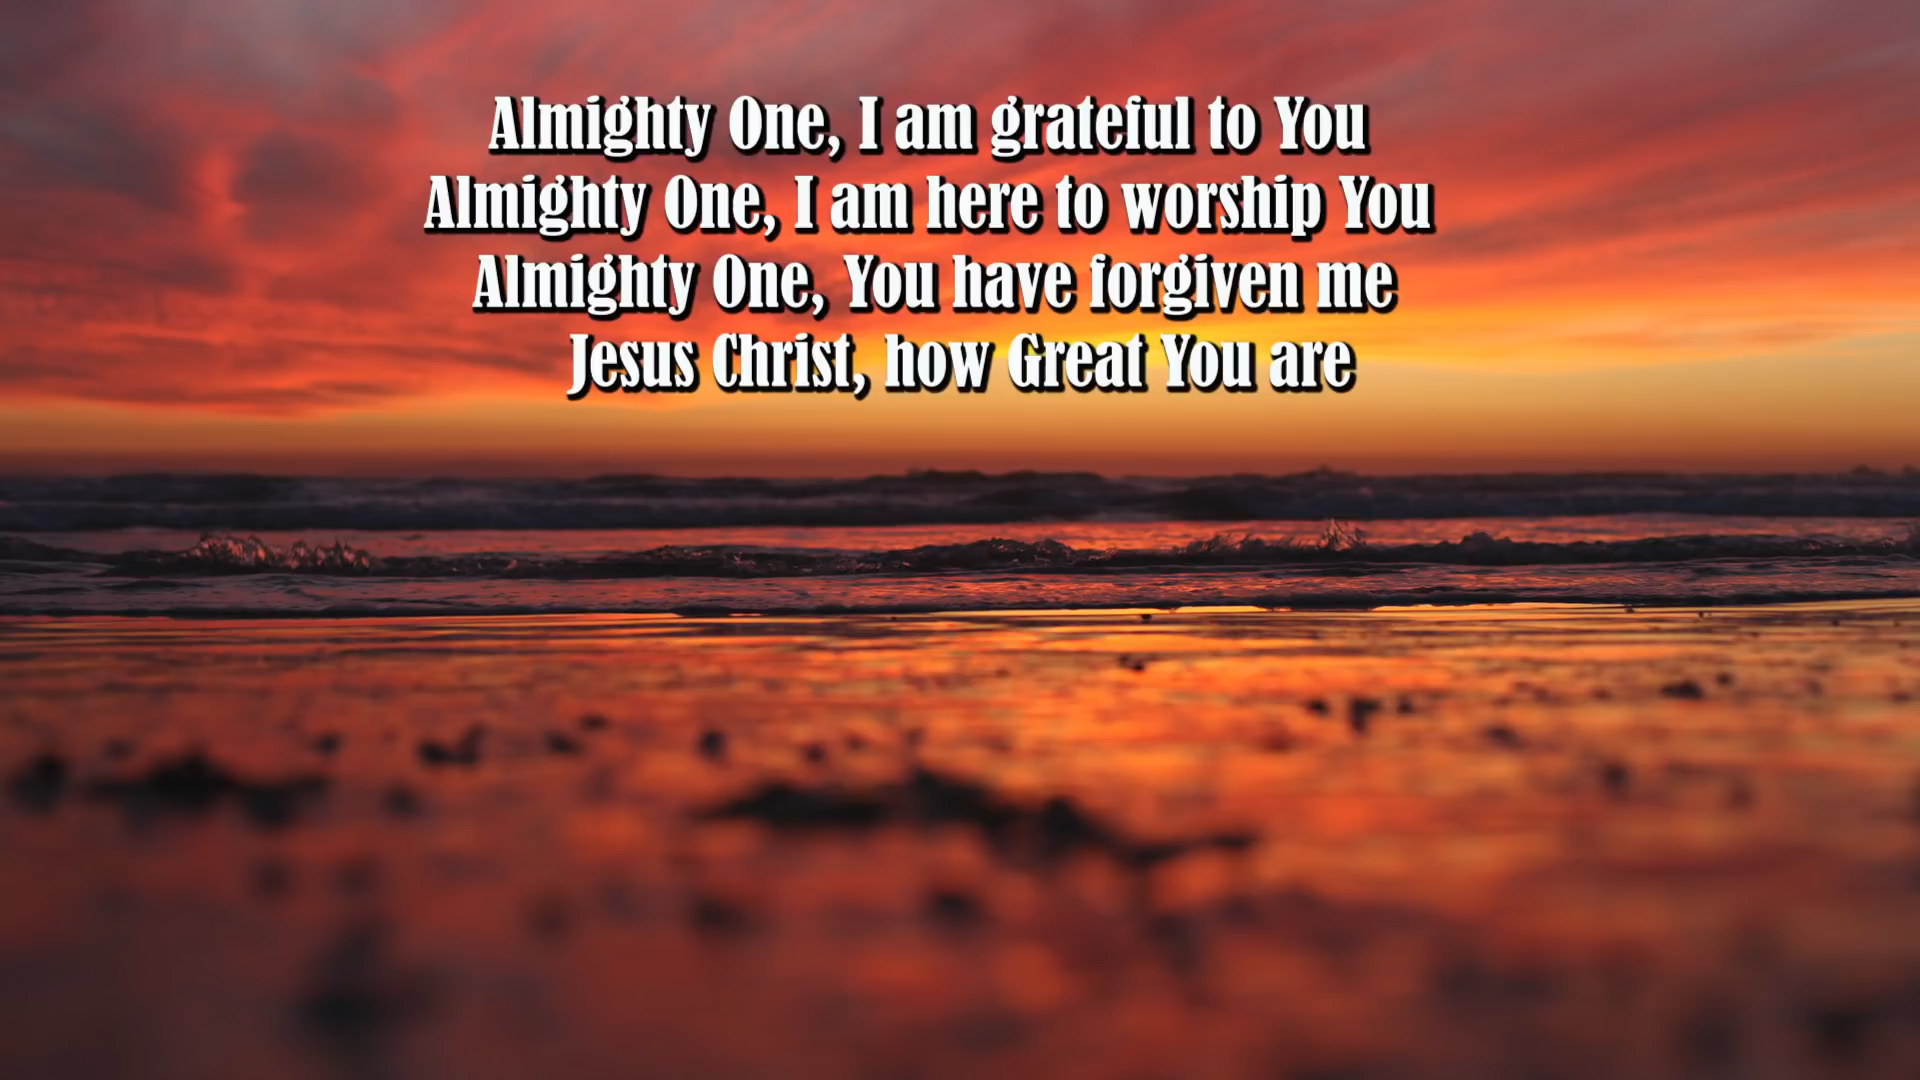 Almighty One, I am grateful to You
Almighty One, I am here to worship You
Almighty One, You have forgiven me
Jesus Christ, how Great You are